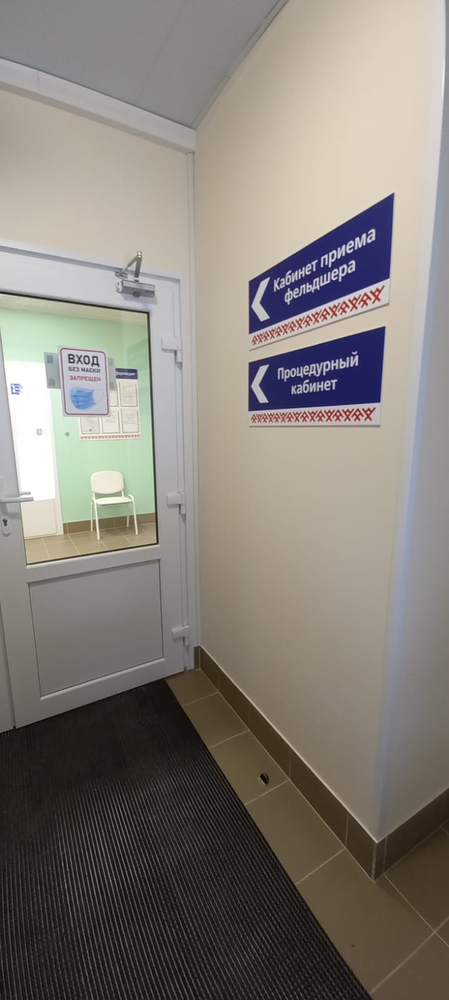 Кабинет приема
фельдшера
Процедурный
кабинет
ВХОД
БЕЗ МАСКИ
ЗАПРЕЩЕН